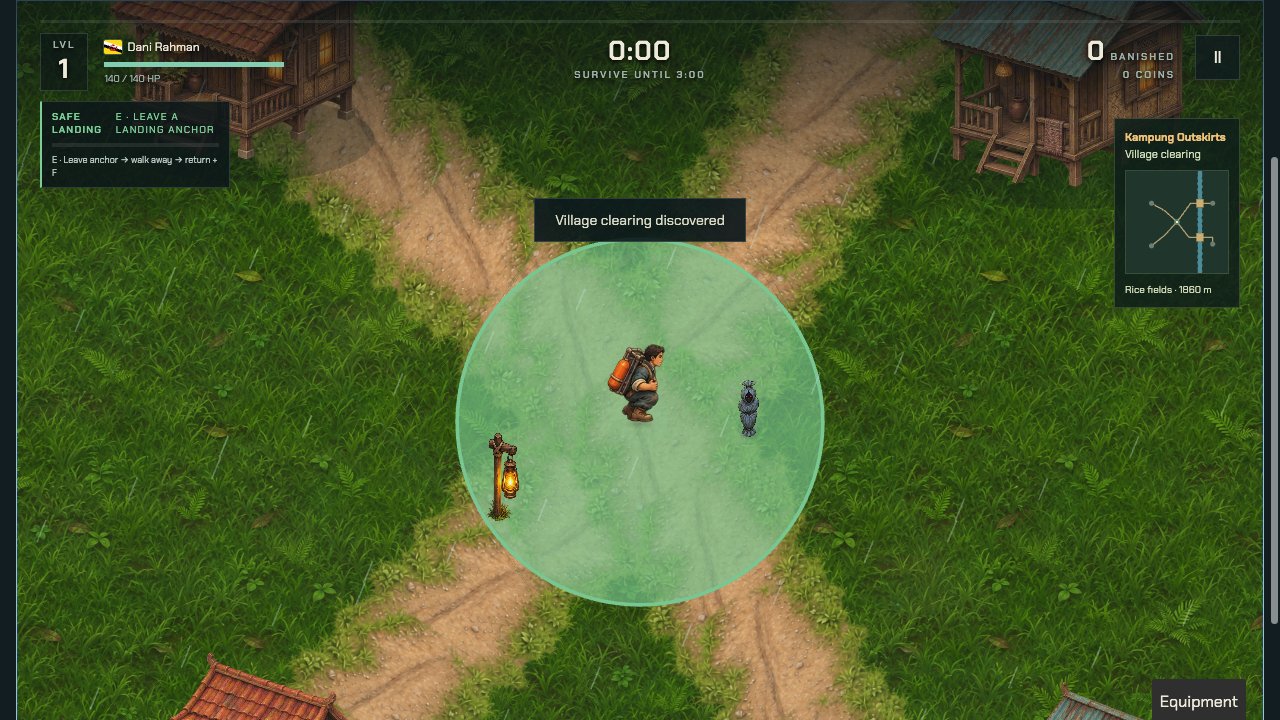 LVL
1
Dani Rahman
140 / 140 HP
0:00
SURVIVE UNTIL 3:00
0 BANISHED
0 COINS
II
SAFE LANDING
E · LEAVE A LANDING ANCHOR
E · Leave anchor → walk away → return + F
Kampung Outskirts
Village clearing
Rice fields · 1860 m
Village clearing discovered
Equipment